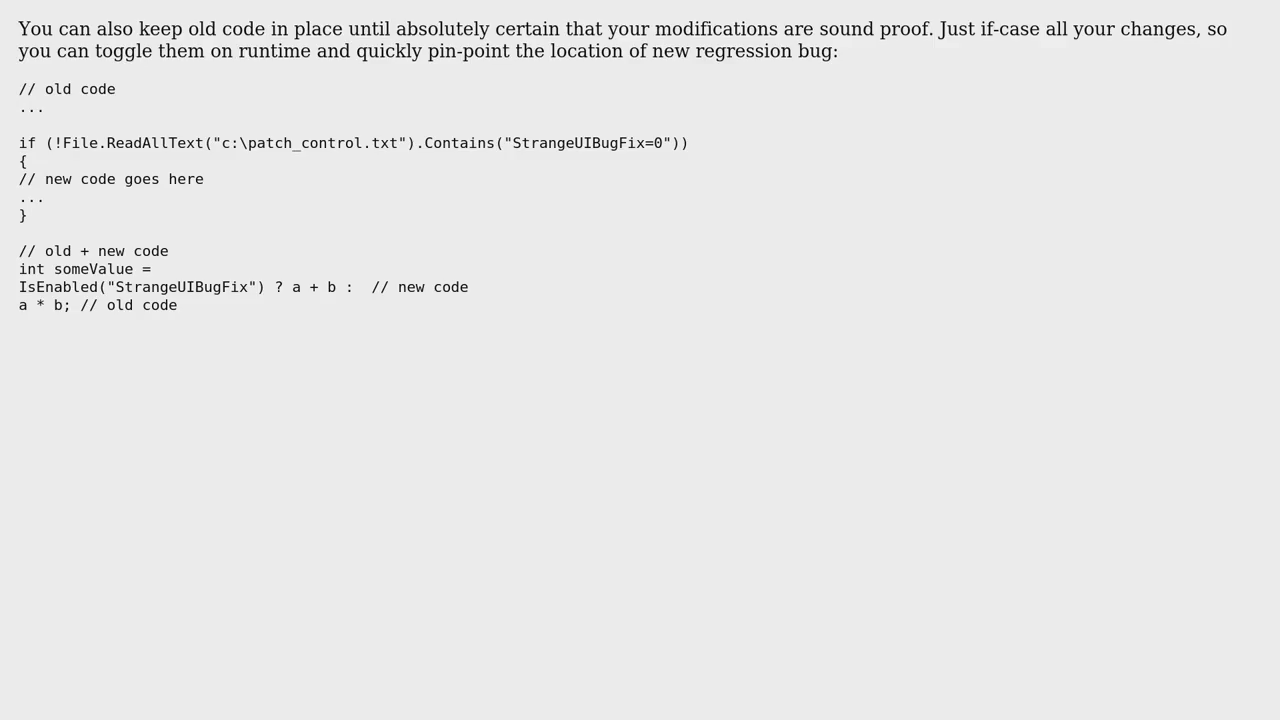 You can also keep old code in place until absolutely certain that your modifications are sound proof. Just if-case all your changes, so
you can toggle them on runtime and quickly pin-point the location of new regression bug:
// old code
...
if (!File.ReadAllText("c:\patch_control.txt").Contains("StrangeUIBugFix=0"))
{
// new code goes here
...
}
// old + new code
int someValue =
IsEnabled("StrangeUIBugFix") ? a + b :  // new code
a * b; // old code